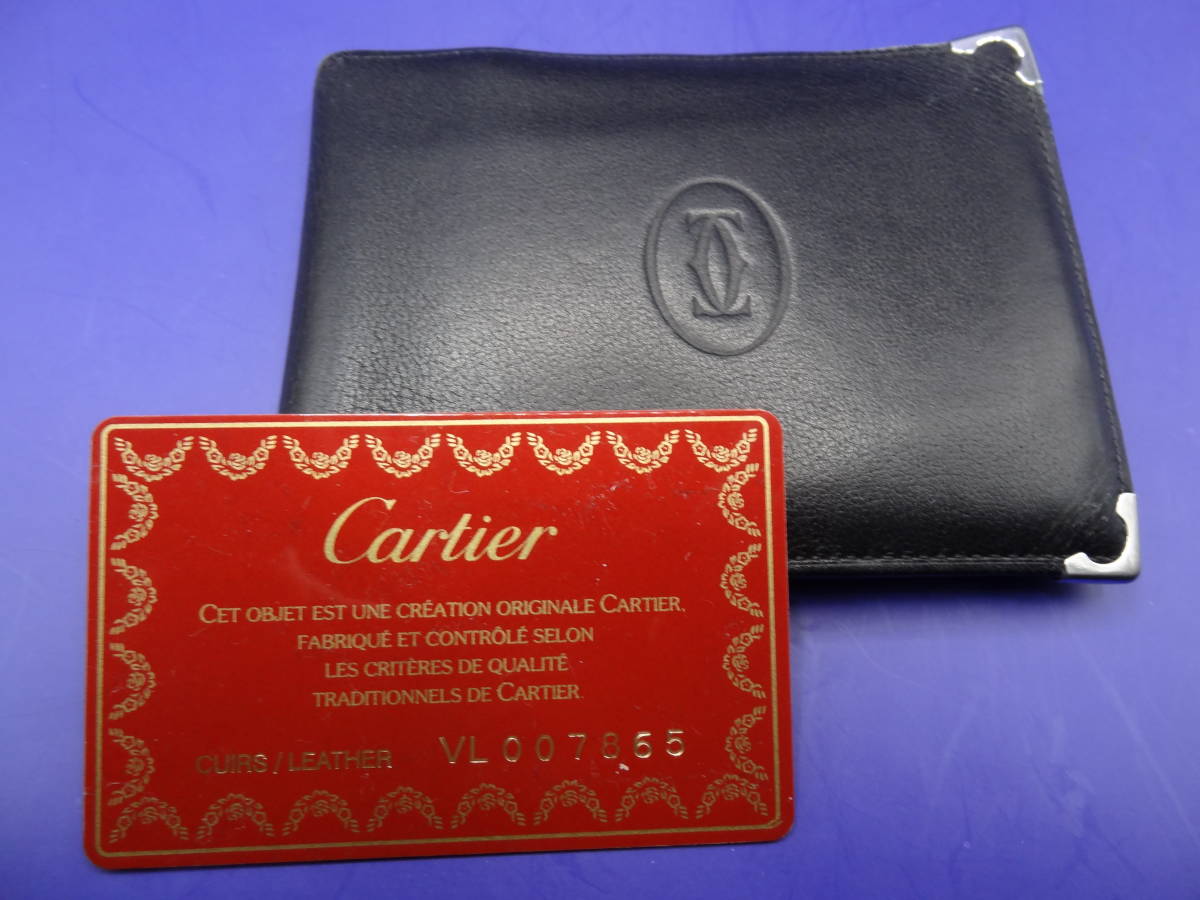 Cartier
CET OBJET EST UNE CRÉATION ORIGINALE CARTIER,
FABRIQUÉ ET CONTRÔLÉ SELON
LES CRITÈRES DE QUALITÉ
TRADITIONNELS DE CARTIER.
CUIRS / LEATHER VL 007865